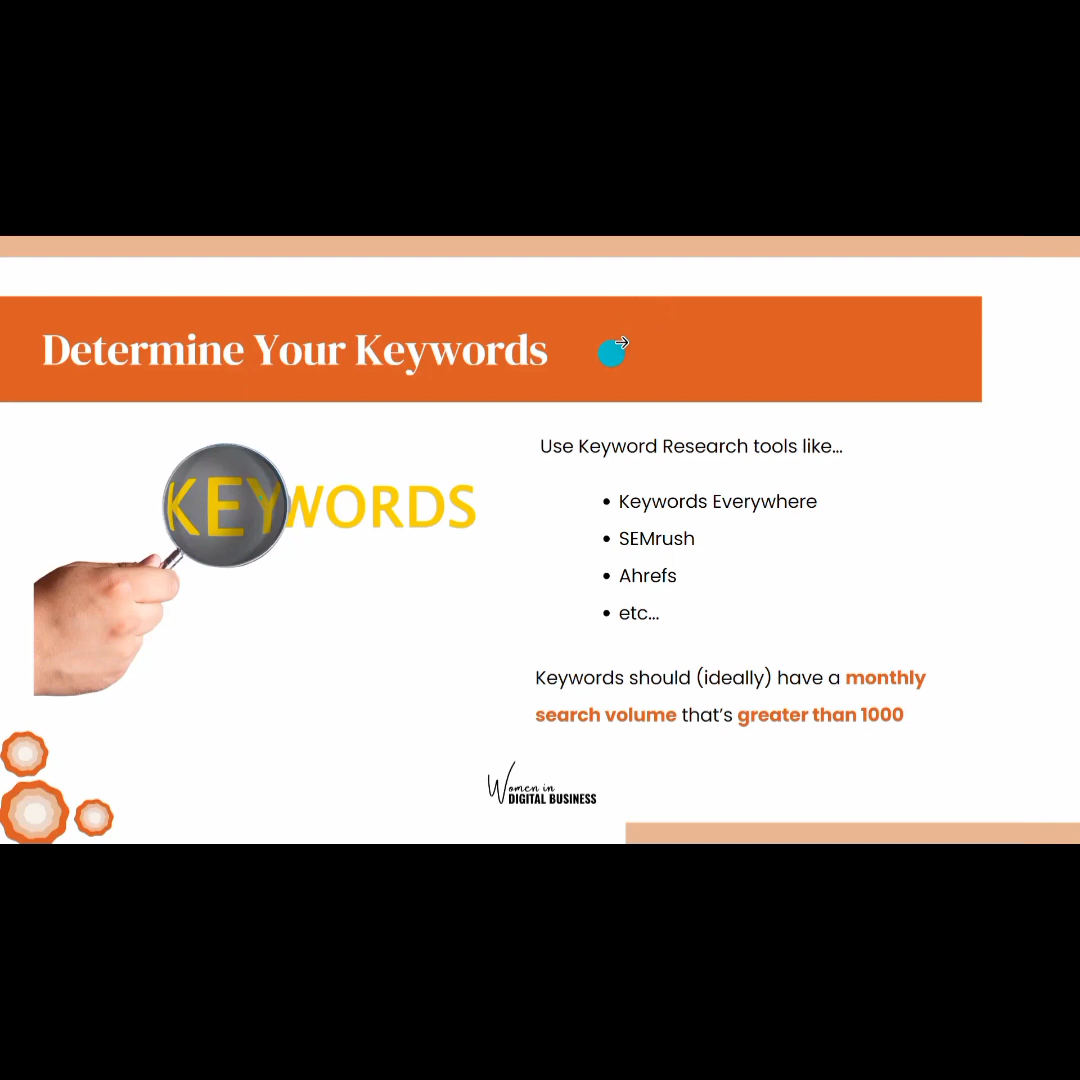 Determine Your Keywords
KEYWORDS
Use Keyword Research tools like...
• Keywords Everywhere
• SEMrush
• Ahrefs
• etc...
Keywords should (ideally) have a monthly
search volume that's greater than 1000
Women in
DIGITAL BUSINESS